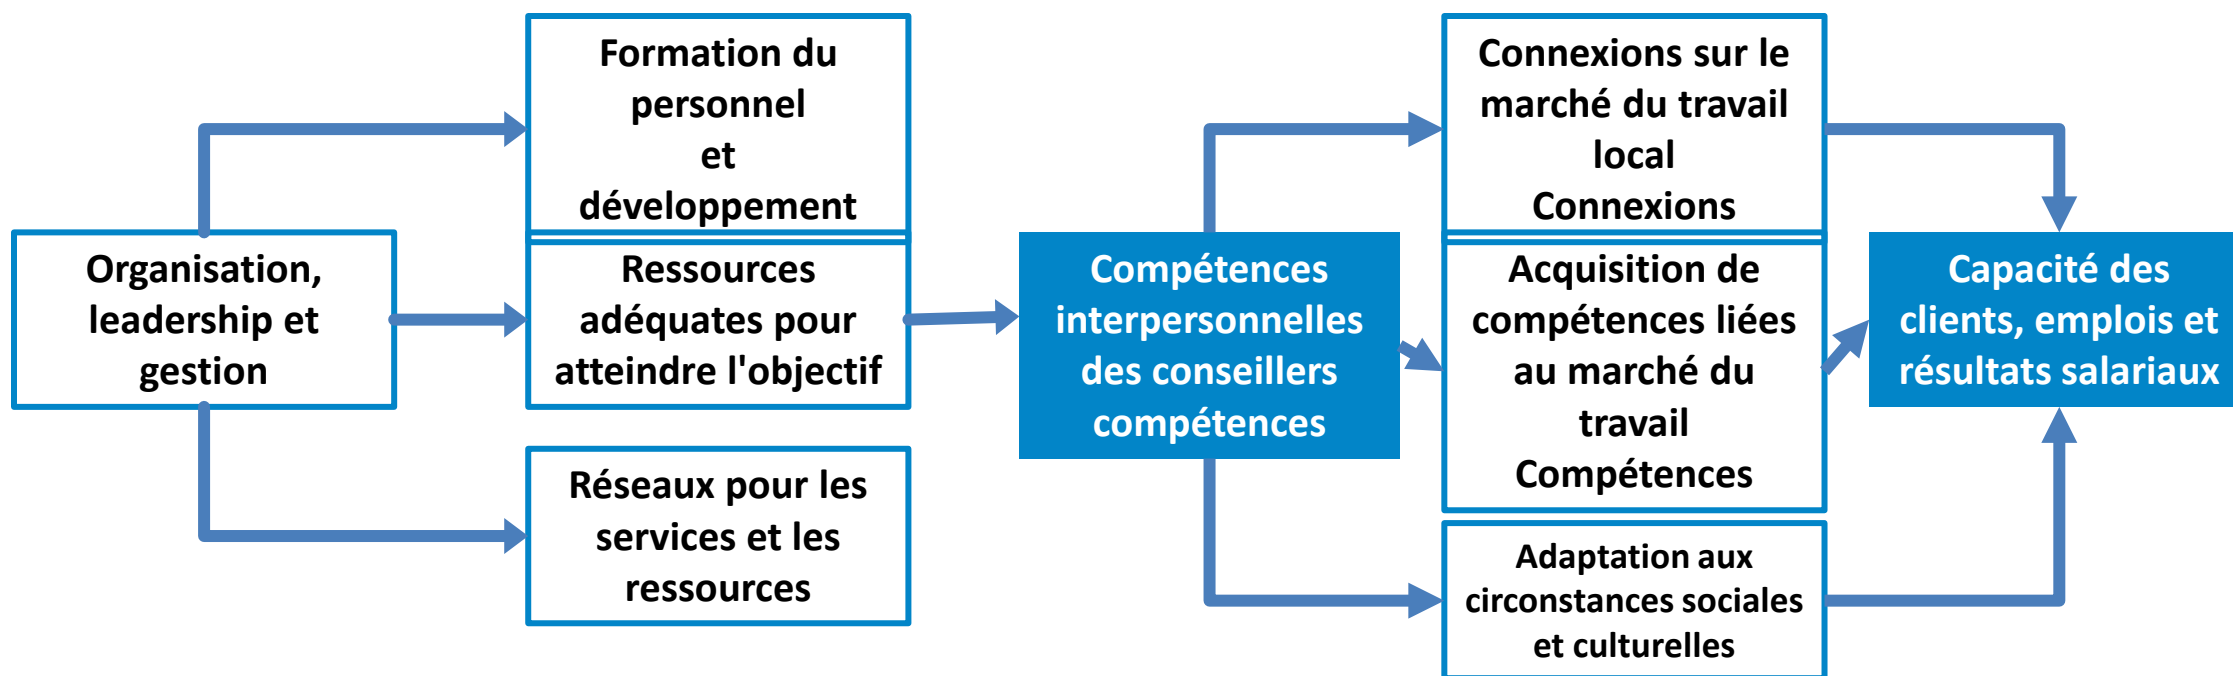 Organisation,
leadership et
gestion
Formation du
personnel
et
développement
Ressources
adéquates pour
atteindre l'objectif
Réseaux pour les
services et les
ressources
Compétences
interpersonnelles
des conseillers
compétences
Connexions sur le
marché du travail
local
Connexions
Acquisition de
compétences liées
au marché du
travail
Compétences
Adaptation aux
circonstances sociales
et culturelles
Capacité des
clients, emplois et
résultats salariaux